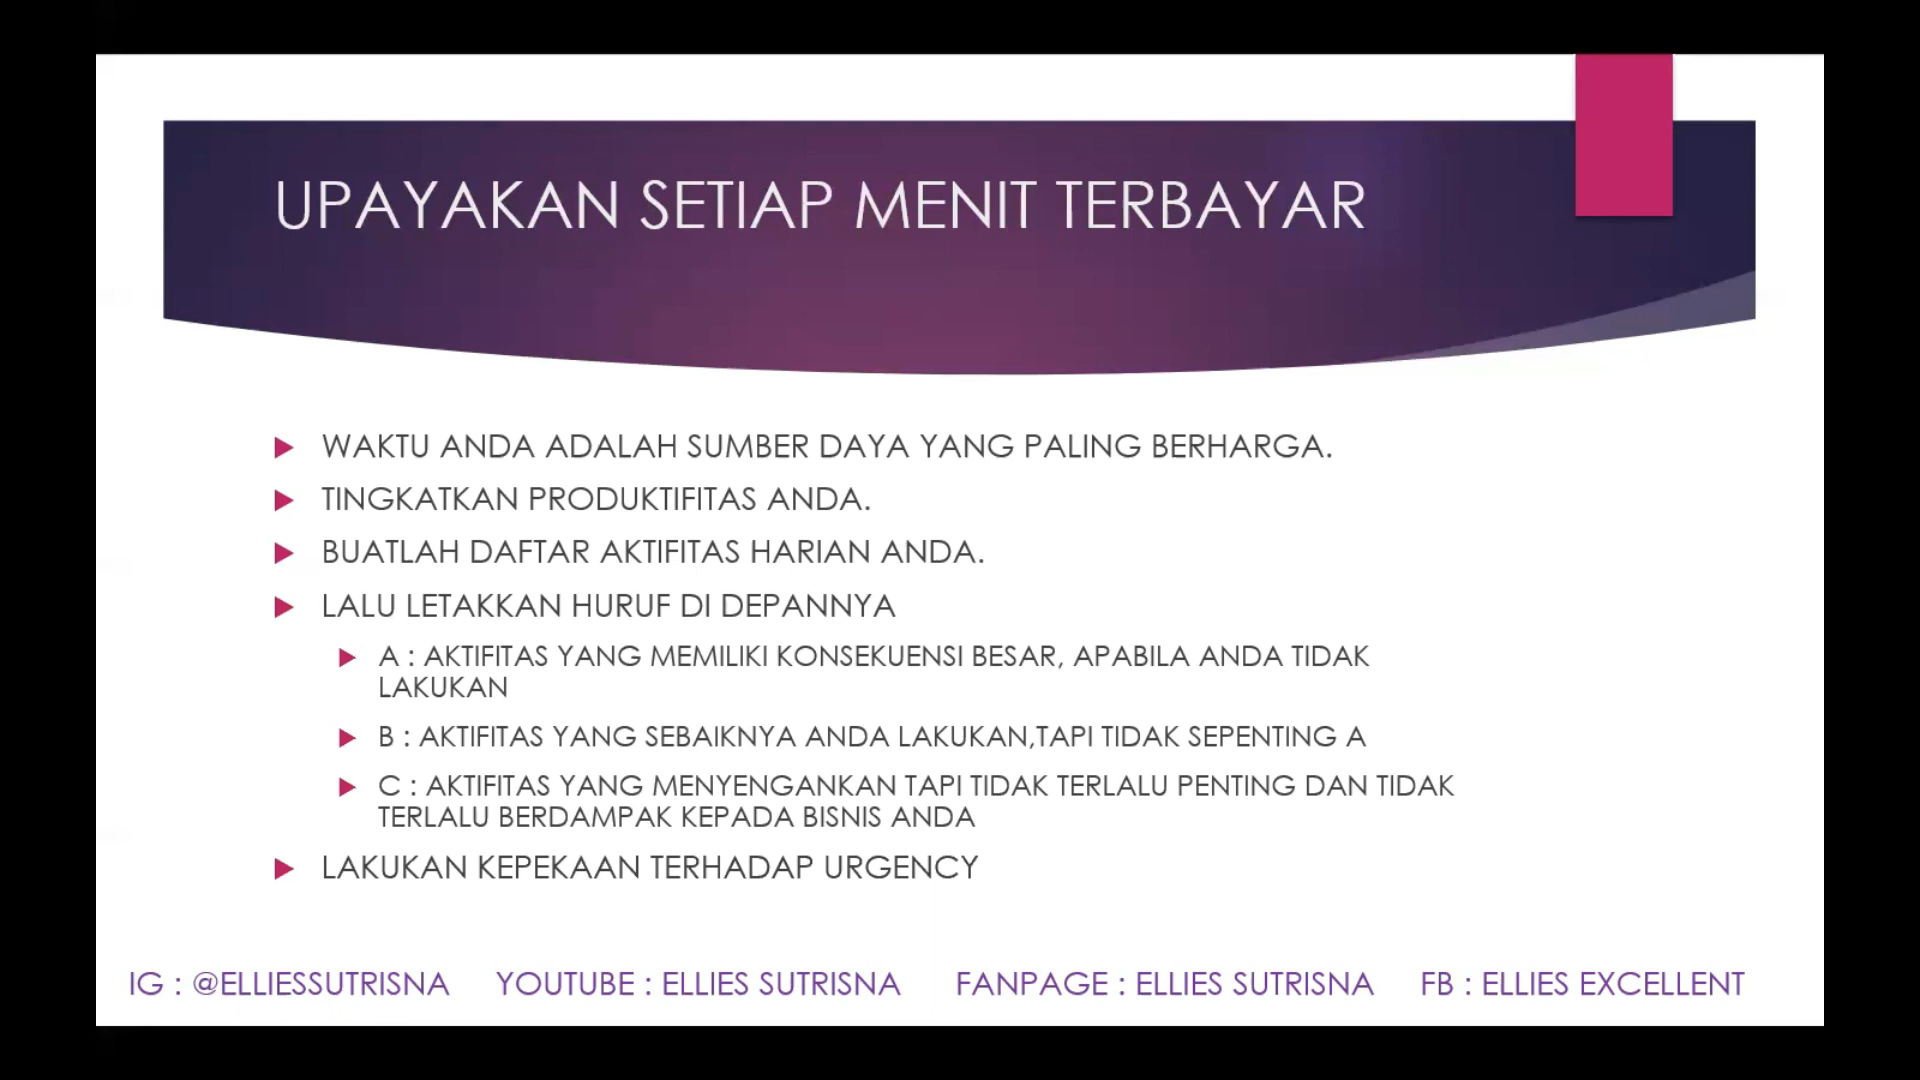 UPAYAKAN SETIAP MENIT TERBAYAR
WAKTU ANDA ADALAH SUMBER DAYA YANG PALING BERHARGA.
TINGKATKAN PRODUKTIFITAS ANDA.
BUATLAH DAFTAR AKTIFITAS HARIAN ANDA.
LALU LETAKKAN HURUF DI DEPANNYA
A : AKTIFITAS YANG MEMILIKI KONSEKUENSI BESAR, APABILA ANDA TIDAK
LAKUKAN
B : AKTIFITAS YANG SEBAIKNYA ANDA LAKUKAN,TAPI TIDAK SEPENTING A
C : AKTIFITAS YANG MENYENGANKAN TAPI TIDAK TERLALU PENTING DAN TIDAK
TERLALU BERDAMPAK KEPADA BISNIS ANDA
LAKUKAN KEPEKAAN TERHADAP URGENCY
IG : @ELLIESSUTRISNA YOUTUBE : ELLIES SUTRISNA FANPAGE : ELLIES SUTRISNA FB : ELLIES EXCELLENT